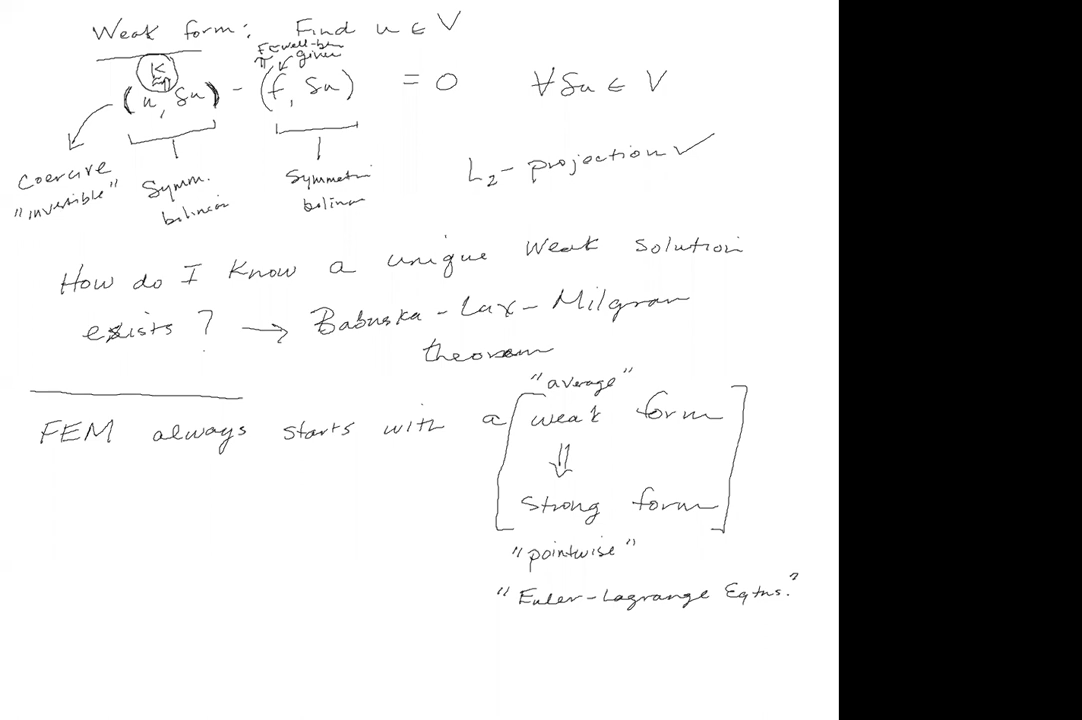 Weak form: Find u ∈ V
given
(u, δu) - (f, δu) = 0 ∀ δu ∈ V
L₂ - projection ✓
Coercive
"invertible"
Symm.
bilinear
Symmetric
bilinear
How do I know a unique weak solution
exists? → Babuska - Lax - Milgram
theorem
"average"
FEM always starts with a [weak form
⇓
strong form]
"pointwise"
"Euler-Lagrange Eqtns."